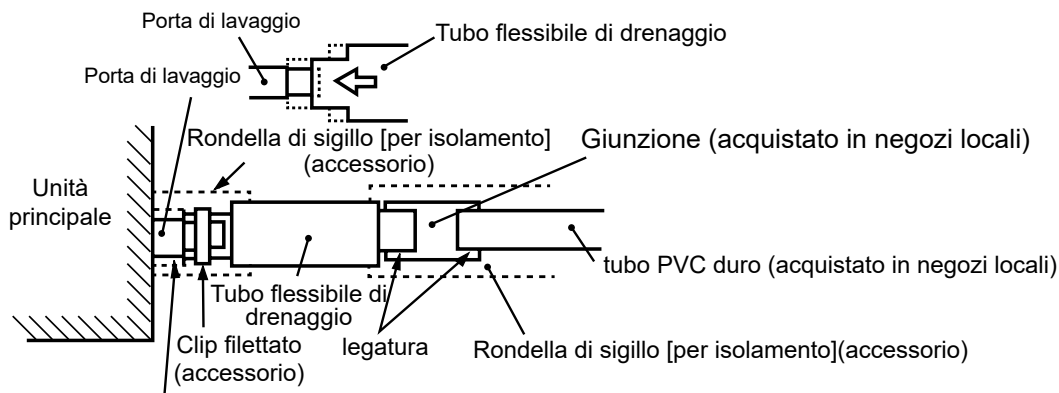 Porta di lavaggio
Tubo flessibile di drenaggio
Porta di lavaggio
Rondella di sigillo [per isolamento]
(accessorio)
Giunzione (acquistato in negozi locali)
Unità
principale
tubo PVC duro (acquistato in negozi locali)
Tubo flessibile di
drenaggio
Clip filettato
(accessorio)
legatura
Rondella di sigillo [per isolamento](accessorio)